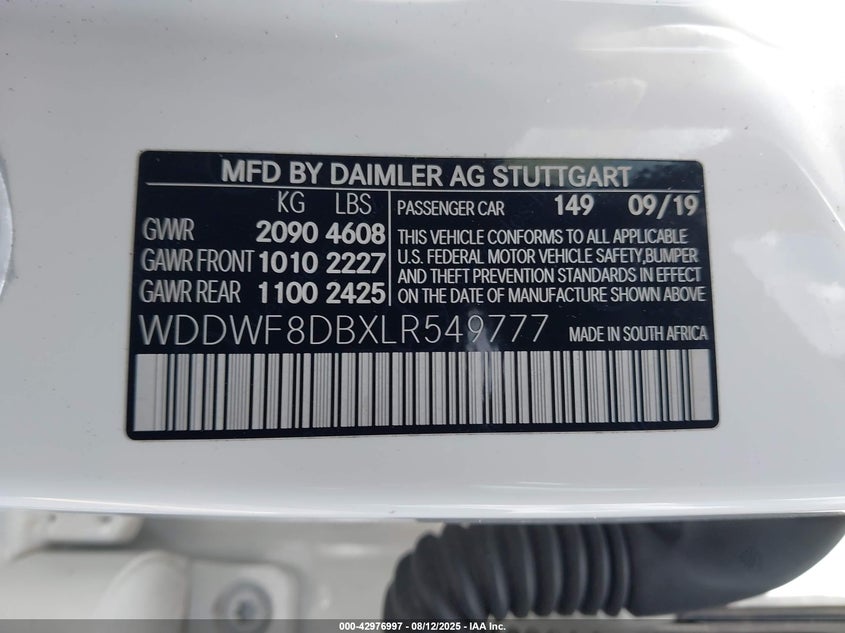 MFD BY DAIMLER AG STUTTGART
KG LBS
GVWR 2090 4608
GAWR FRONT 1010 2227
GAWR REAR 1100 2425
PASSENGER CAR 149 09/19
THIS VEHICLE CONFORMS TO ALL APPLICABLE
U.S. FEDERAL MOTOR VEHICLE SAFETY,BUMPER
AND THEFT PREVENTION STANDARDS IN EFFECT
ON THE DATE OF MANUFACTURE SHOWN ABOVE
WDDWF8DBXLR549777 MADE IN SOUTH AFRICA
000-42976997 - 08/12/2025 - IAA Inc.